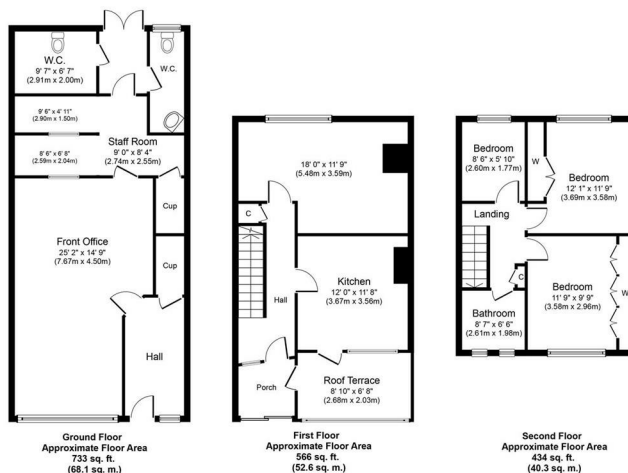 W.C.
9' 7" x 6' 7"
(2.91m x 2.00m)
W.C.
9' 6" x 4' 11"
(2.90m x 1.50m)
Staff Room
9' 0" x 8' 4"
(2.74m x 2.55m)
6' 6" x 6' 8"
(2.59m x 2.04m)
Cup
Front Office
25' 2" x 14' 9"
(7.67m x 4.50m)
Cup
Hall
Ground Floor
Approximate Floor Area
733 sq. ft.
(68.1 sq. m.)
18' 0" x 11' 9"
(5.48m x 3.59m)
C
Kitchen
12' 0" x 11' 8"
(3.67m x 3.56m)
Hall
Porch
Roof Terrace
8' 10" x 6' 8"
(2.68m x 2.03m)
First Floor
Approximate Floor Area
566 sq. ft.
(52.6 sq. m.)
Bedroom
8' 6" x 5' 10"
(2.60m x 1.77m)
W
Bedroom
12' 1" x 11' 9"
(3.69m x 3.58m)
Landing
C
Bedroom
11' 9" x 9' 9"
(3.58m x 2.96m)
W
Bathroom
8' 7" x 6' 6"
(2.61m x 1.98m)
Second Floor
Approximate Floor Area
434 sq. ft.
(40.3 sq. m.)